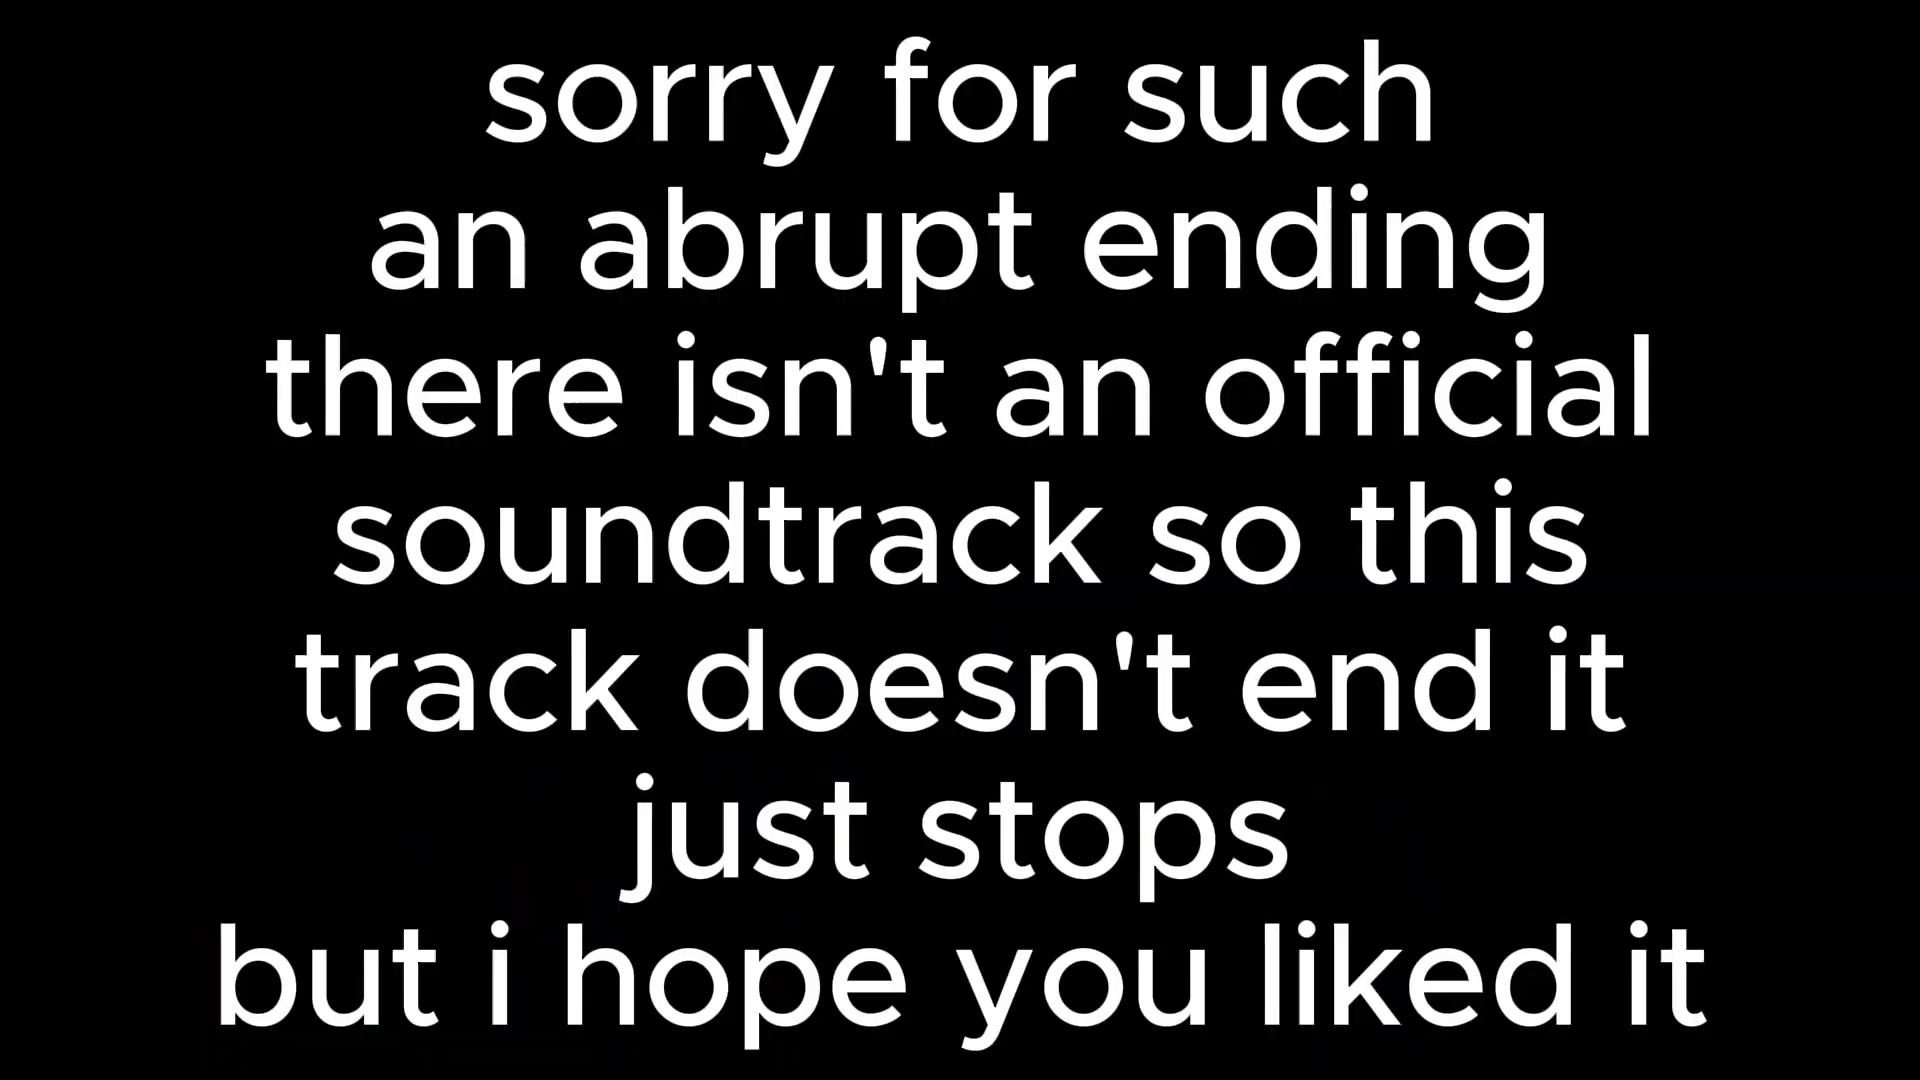 sorry for such
an abrupt ending
there isn't an official
soundtrack so this
track doesn't end it
just stops
but i hope you liked it